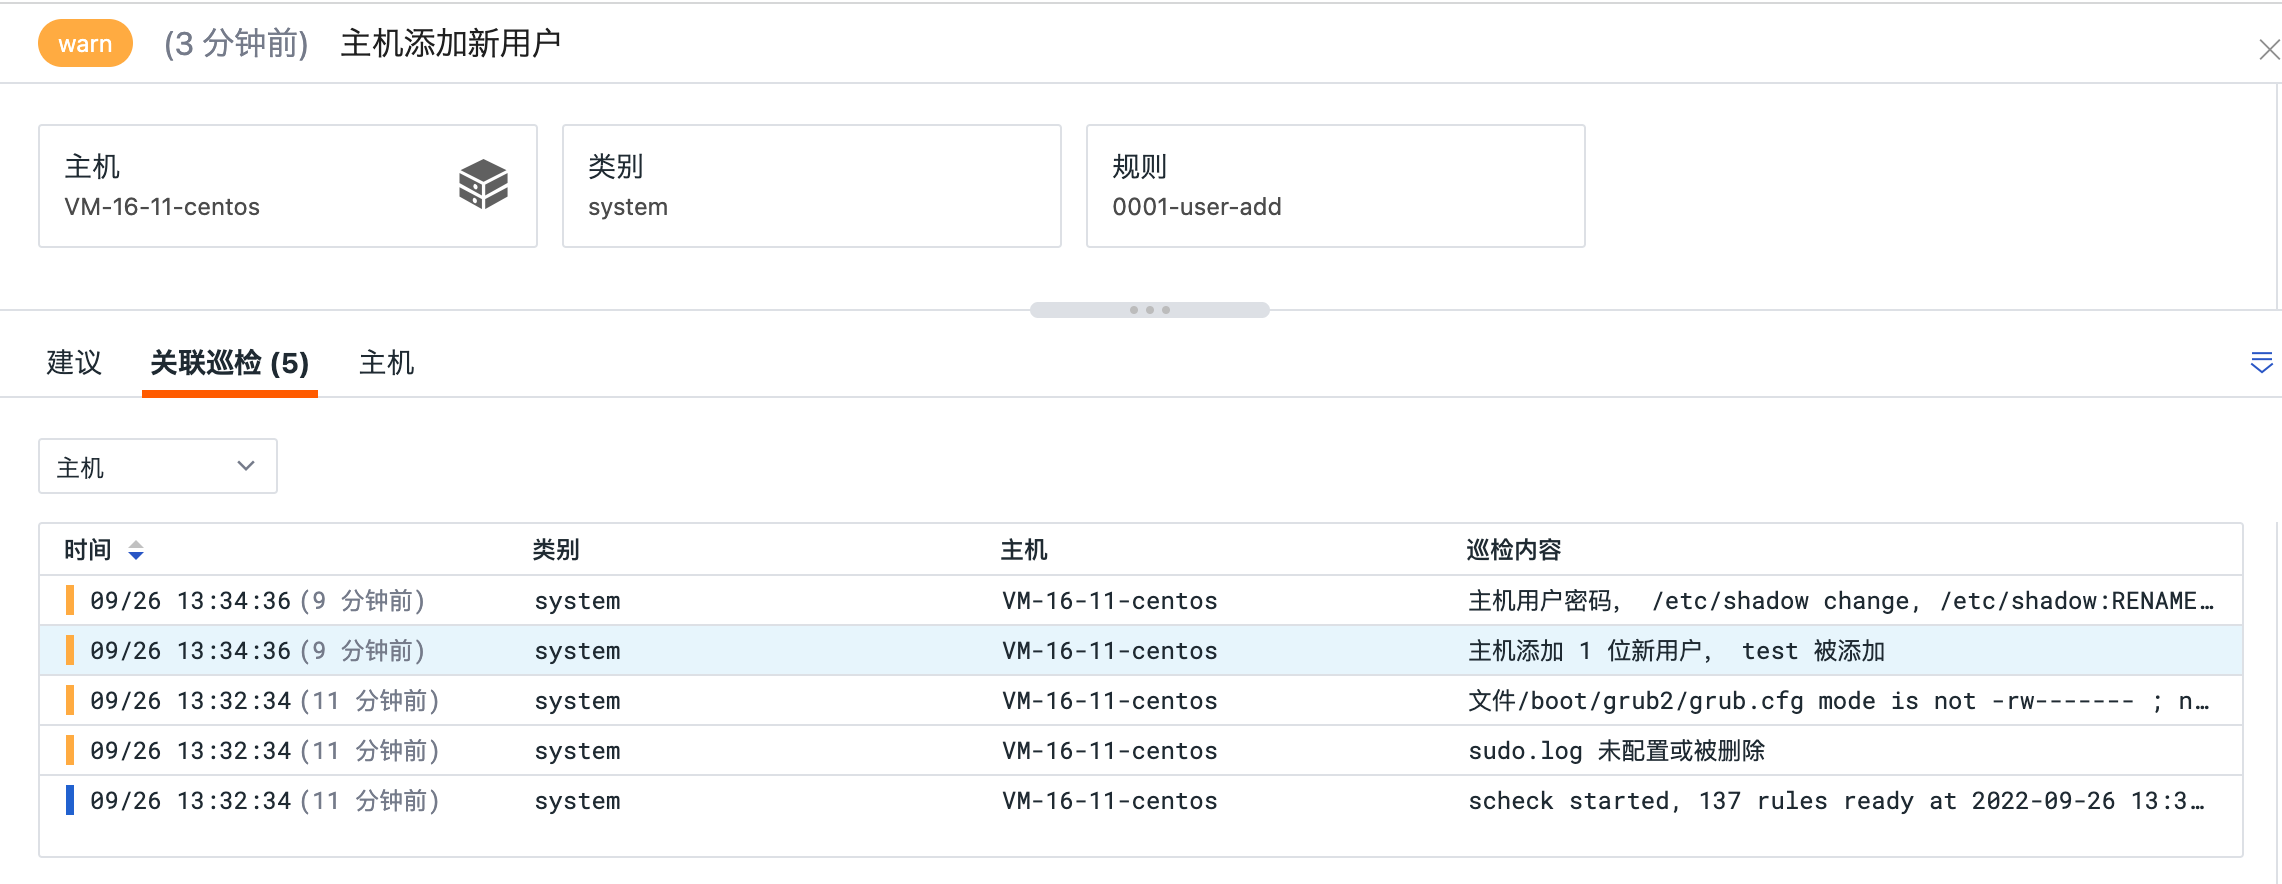 warn (3 分钟前) 主机添加新用户
主机
VM-16-11-centos
类别
system
规则
0001-user-add
建议 关联巡检 (5) 主机
主机
时间 类别 主机 巡检内容
09/26 13:34:36 (9 分钟前) system VM-16-11-centos 主机用户密码, /etc/shadow change, /etc/shadow:RENAME…
09/26 13:34:36 (9 分钟前) system VM-16-11-centos 主机添加 1 位新用户, test 被添加
09/26 13:32:34 (11 分钟前) system VM-16-11-centos 文件/boot/grub2/grub.cfg mode is not -rw------- ; n…
09/26 13:32:34 (11 分钟前) system VM-16-11-centos sudo.log 未配置或被删除
09/26 13:32:34 (11 分钟前) system VM-16-11-centos scheck started, 137 rules ready at 2022-09-26 13:3…